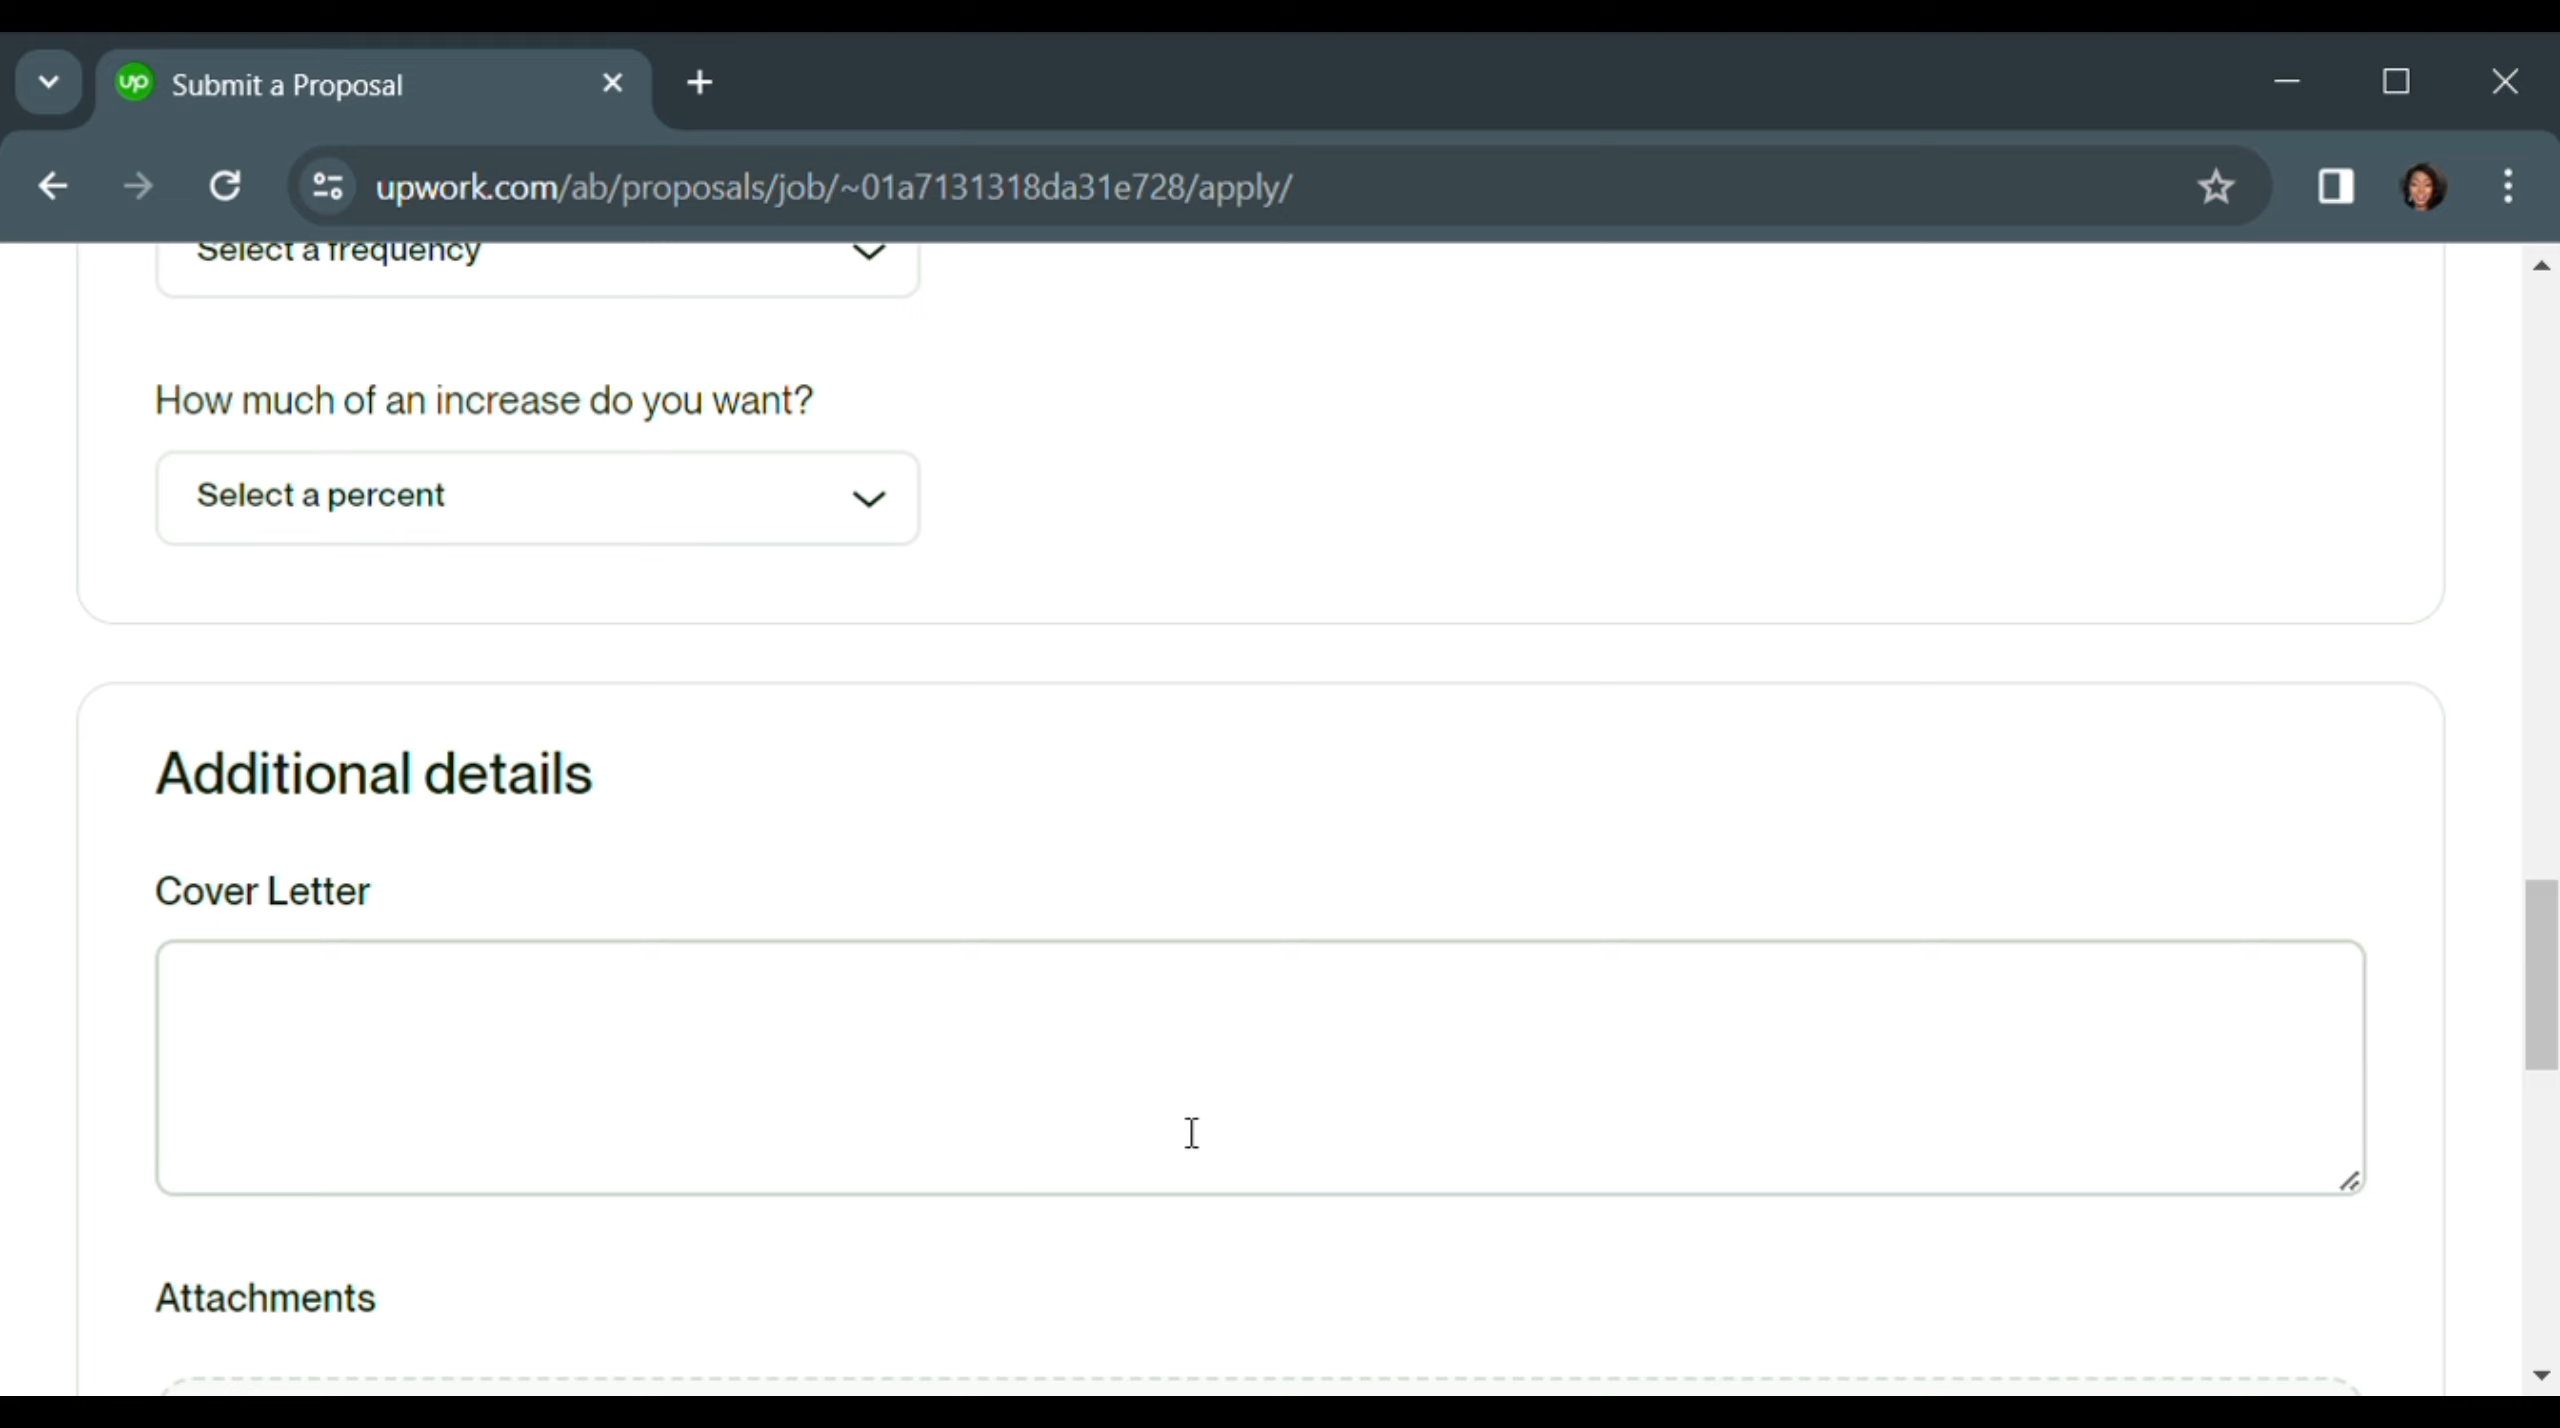 up Submit a Proposal
upwork.com/ab/proposals/job/~01a7131318da31e728/apply/
Select a frequency
How much of an increase do you want?
Select a percent
Additional details
Cover Letter
Attachments